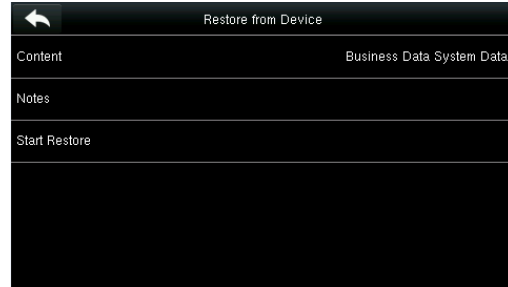 Restore from Device
Content Business Data System Data
Notes
Start Restore